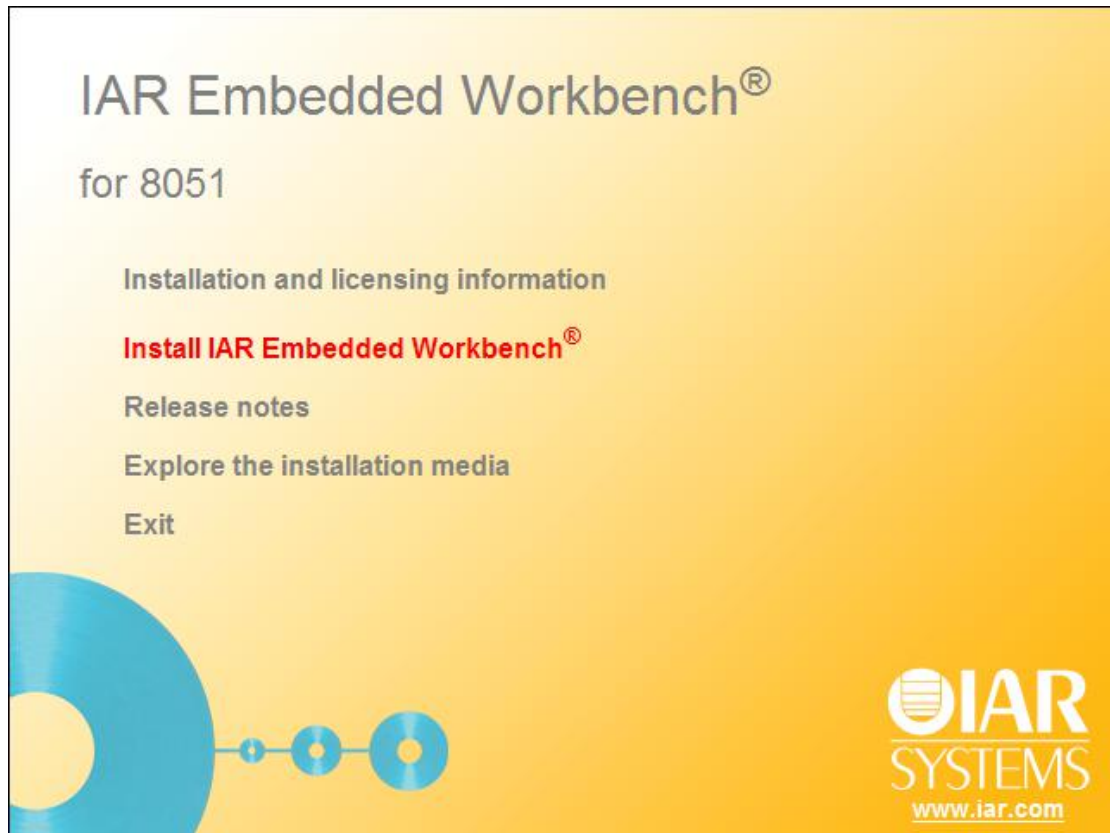 IAR Embedded Workbench®
for 8051
Installation and licensing information
Install IAR Embedded Workbench®
Release notes
Explore the installation media
Exit
IAR
SYSTEMS
www.iar.com